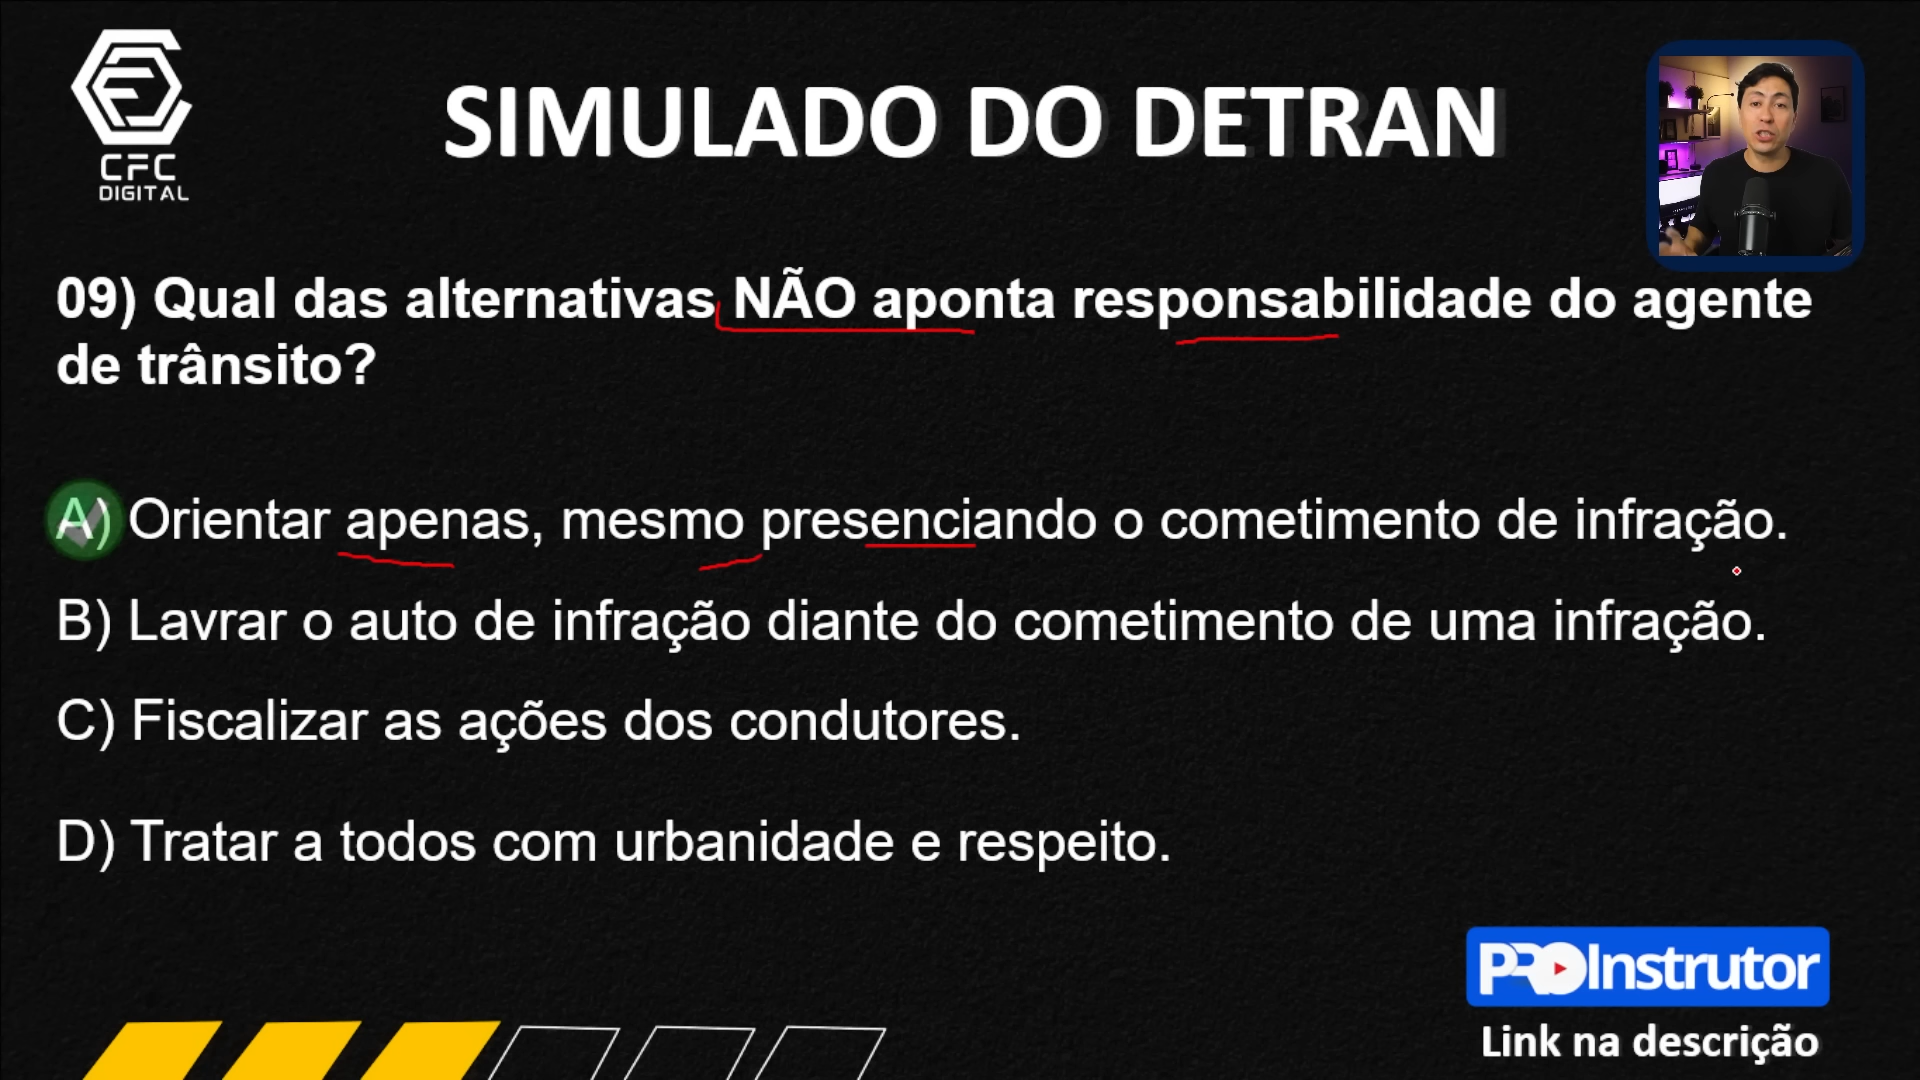 CFC
DIGITAL
SIMULADO DO DETRAN
09) Qual das alternativas NÃO aponta responsabilidade do agente
de trânsito?
A) Orientar apenas, mesmo presenciando o cometimento de infração.
B) Lavrar o auto de infração diante do cometimento de uma infração.
C) Fiscalizar as ações dos condutores.
D) Tratar a todos com urbanidade e respeito.
PROInstrutor
Link na descrição